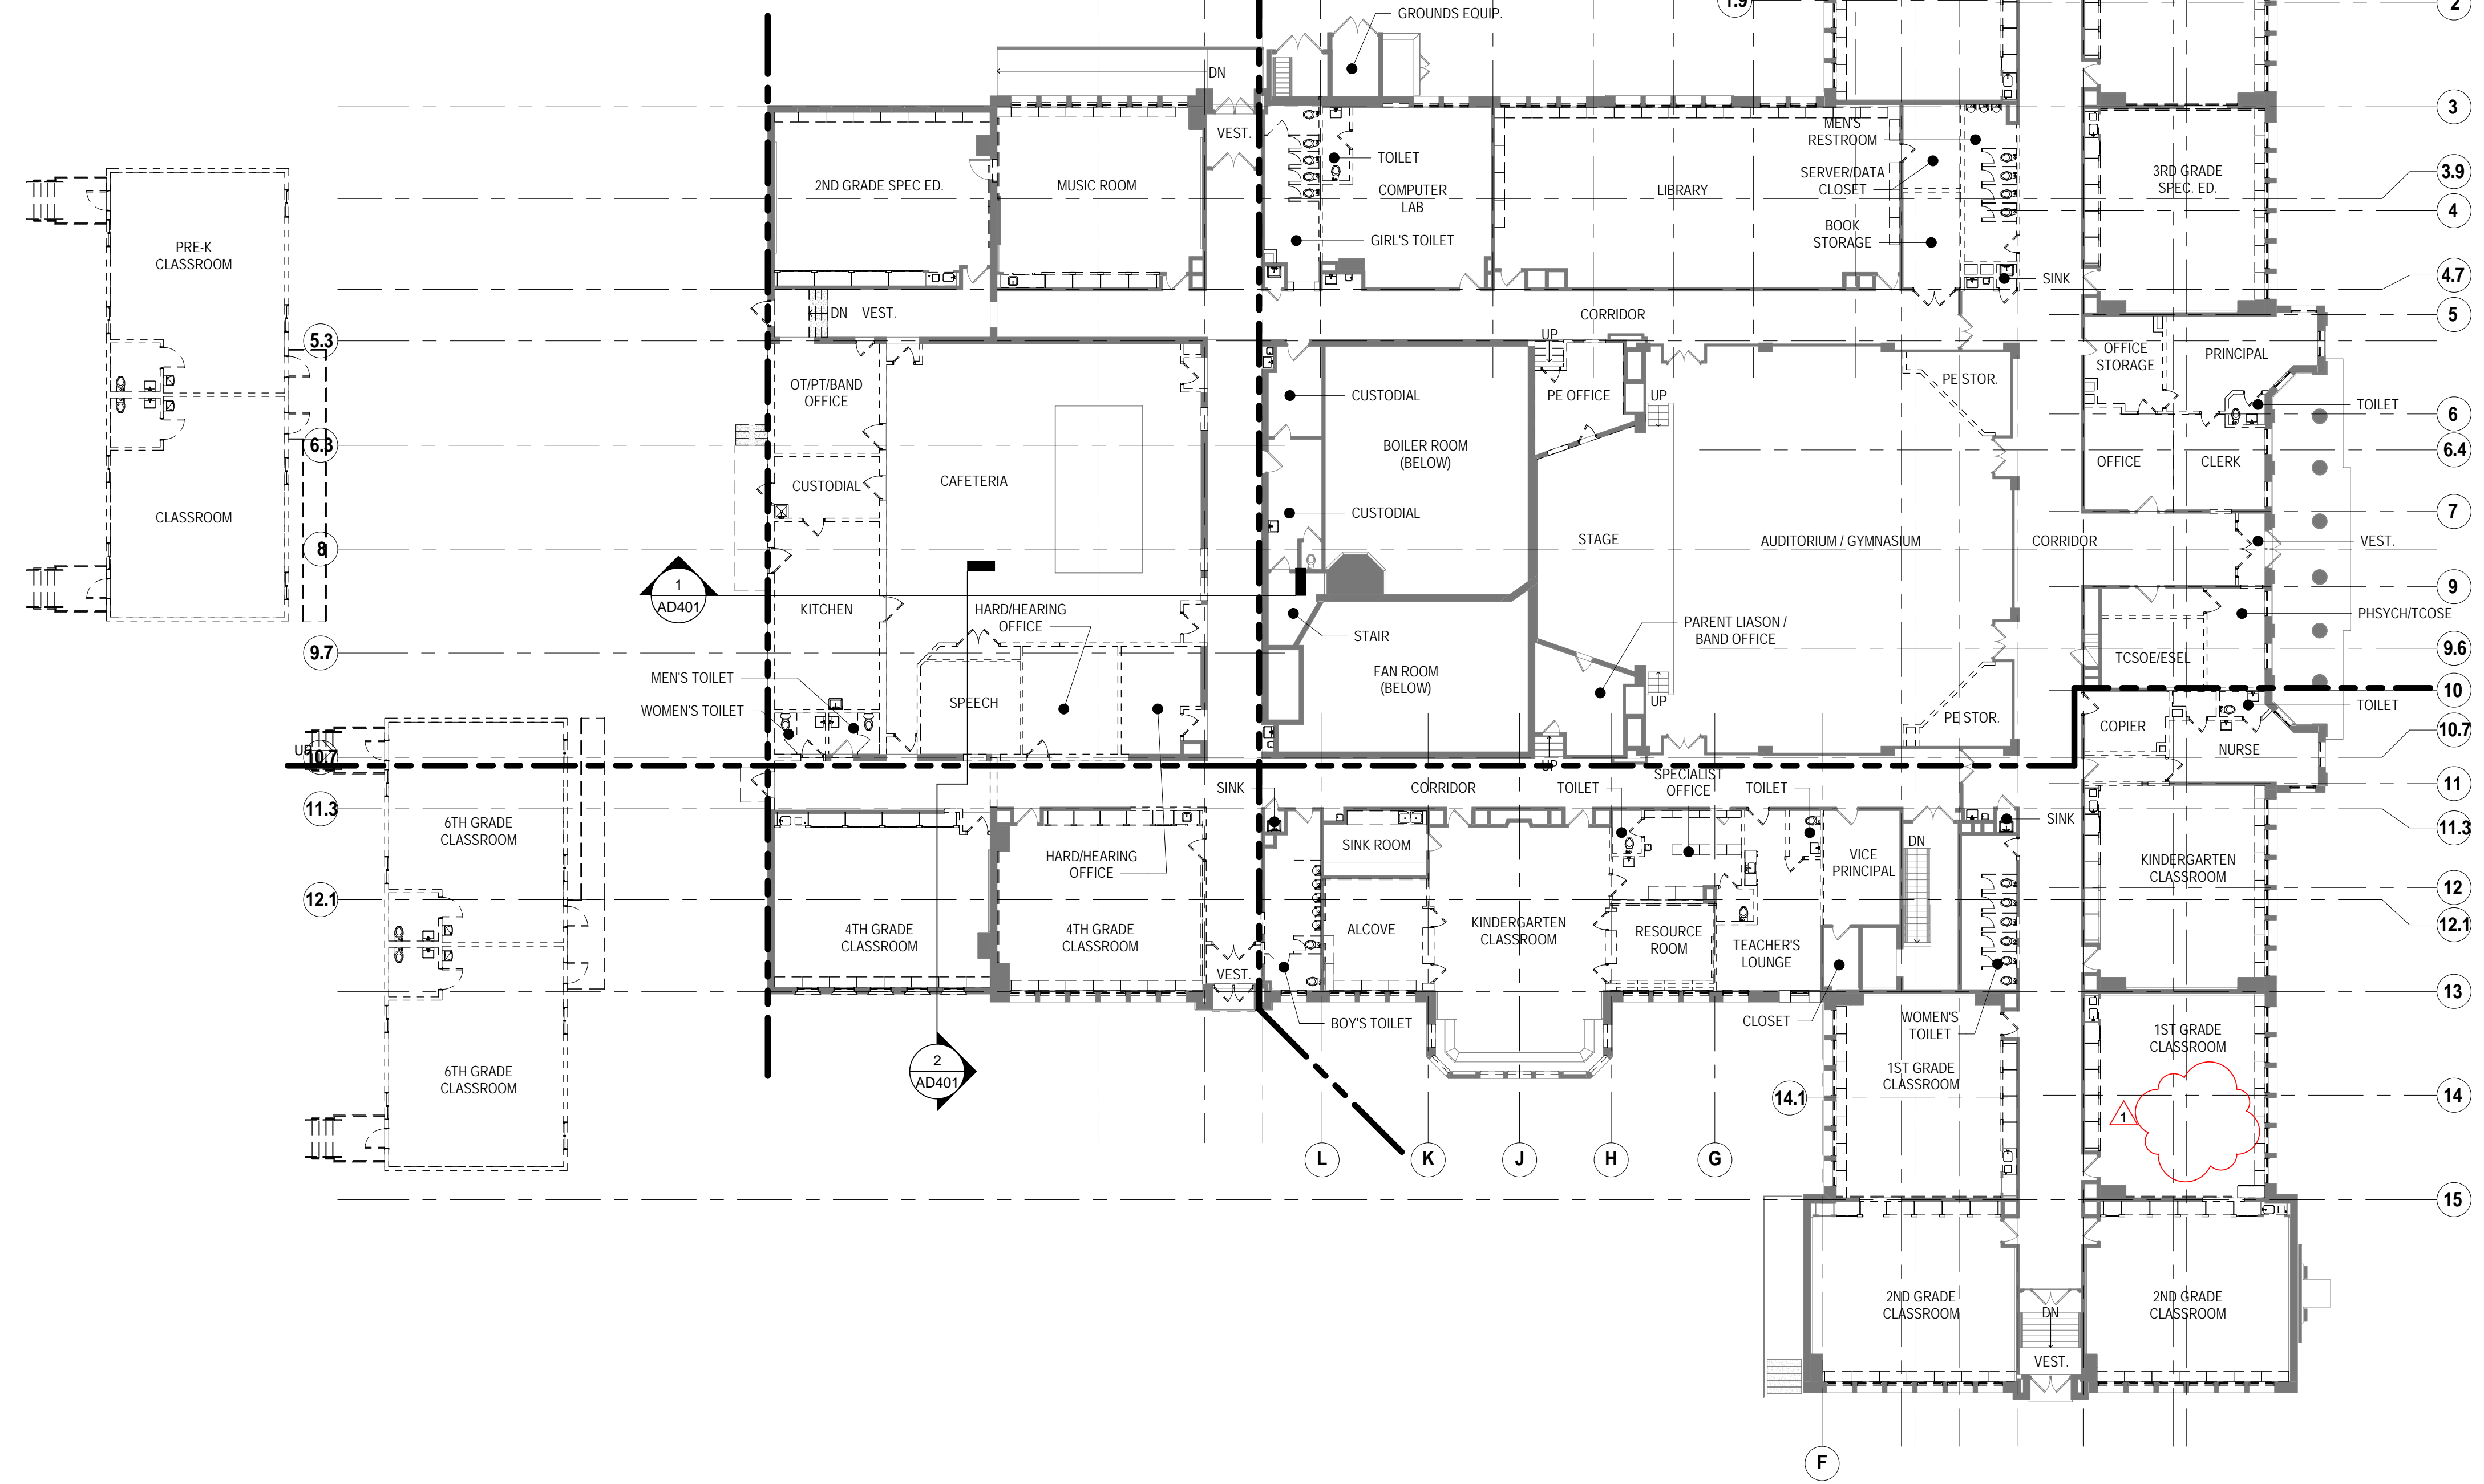 GROUNDS EQUIP.
1.9
2
DN
3
VEST.
MEN'S
RESTROOM
TOILET
2ND GRADE SPEC ED.
MUSIC ROOM
COMPUTER
LAB
LIBRARY
SERVER/DATA
CLOSET
3RD GRADE
SPEC. ED.
3.9
4
PRE-K
CLASSROOM
GIRL'S TOILET
BOOK
STORAGE
SINK
4.7
DN
VEST.
CORRIDOR
5
5.3
UP
OFFICE
STORAGE
PRINCIPAL
OT/PT/BAND
OFFICE
CUSTODIAL
PE OFFICE
UP
PE STOR.
TOILET
6
6.3
BOILER ROOM
(BELOW)
6.4
OFFICE
CLERK
CUSTODIAL
CAFETERIA
CLASSROOM
CUSTODIAL
7
8
STAGE
AUDITORIUM / GYMNASIUM
CORRIDOR
VEST.
1
AD401
9
KITCHEN
HARD/HEARING
OFFICE
STAIR
PARENT LIASON /
BAND OFFICE
PHSYCH/TCOSE
9.7
9.6
FAN ROOM
(BELOW)
TCSOE/ESEL
MEN'S TOILET
WOMEN'S TOILET
SPEECH
UP
10
PE STOR.
COPIER
TOILET
UP
10.7
NURSE
10.7
UP
SPECIALIST
OFFICE
SINK
CORRIDOR
TOILET
TOILET
11
11.3
6TH GRADE
CLASSROOM
SINK
11.3
SINK ROOM
DN
HARD/HEARING
OFFICE
VICE
PRINCIPAL
KINDERGARTEN
CLASSROOM
12
12.1
12.1
4TH GRADE
CLASSROOM
4TH GRADE
CLASSROOM
ALCOVE
KINDERGARTEN
CLASSROOM
RESOURCE
ROOM
TEACHER'S
LOUNGE
VEST.
13
BOY'S TOILET
CLOSET
WOMEN'S
TOILET
1ST GRADE
CLASSROOM
2
AD401
6TH GRADE
CLASSROOM
1ST GRADE
CLASSROOM
14.1
14
1
L
K
J
H
G
15
2ND GRADE
CLASSROOM
2ND GRADE
CLASSROOM
DN
VEST.
F